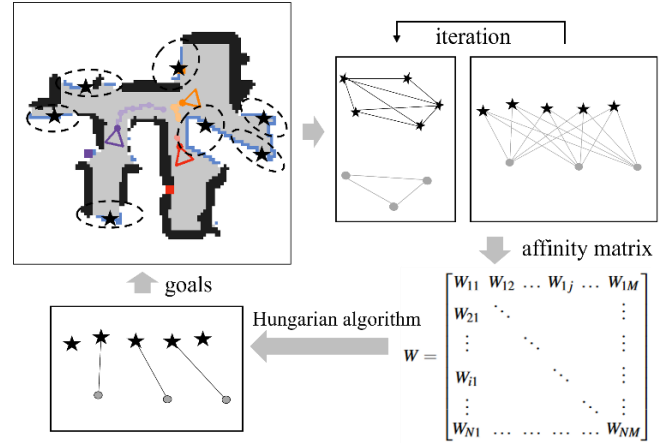 iteration
affinity matrix
goals
Hungarian algorithm
W =
W11 W12 … W1j … W1M
W21 ⋱ ⋮
⋮ ⋱ ⋮
Wi1 ⋱ ⋮
⋮ ⋱ ⋮
WN1 … … … … WNM